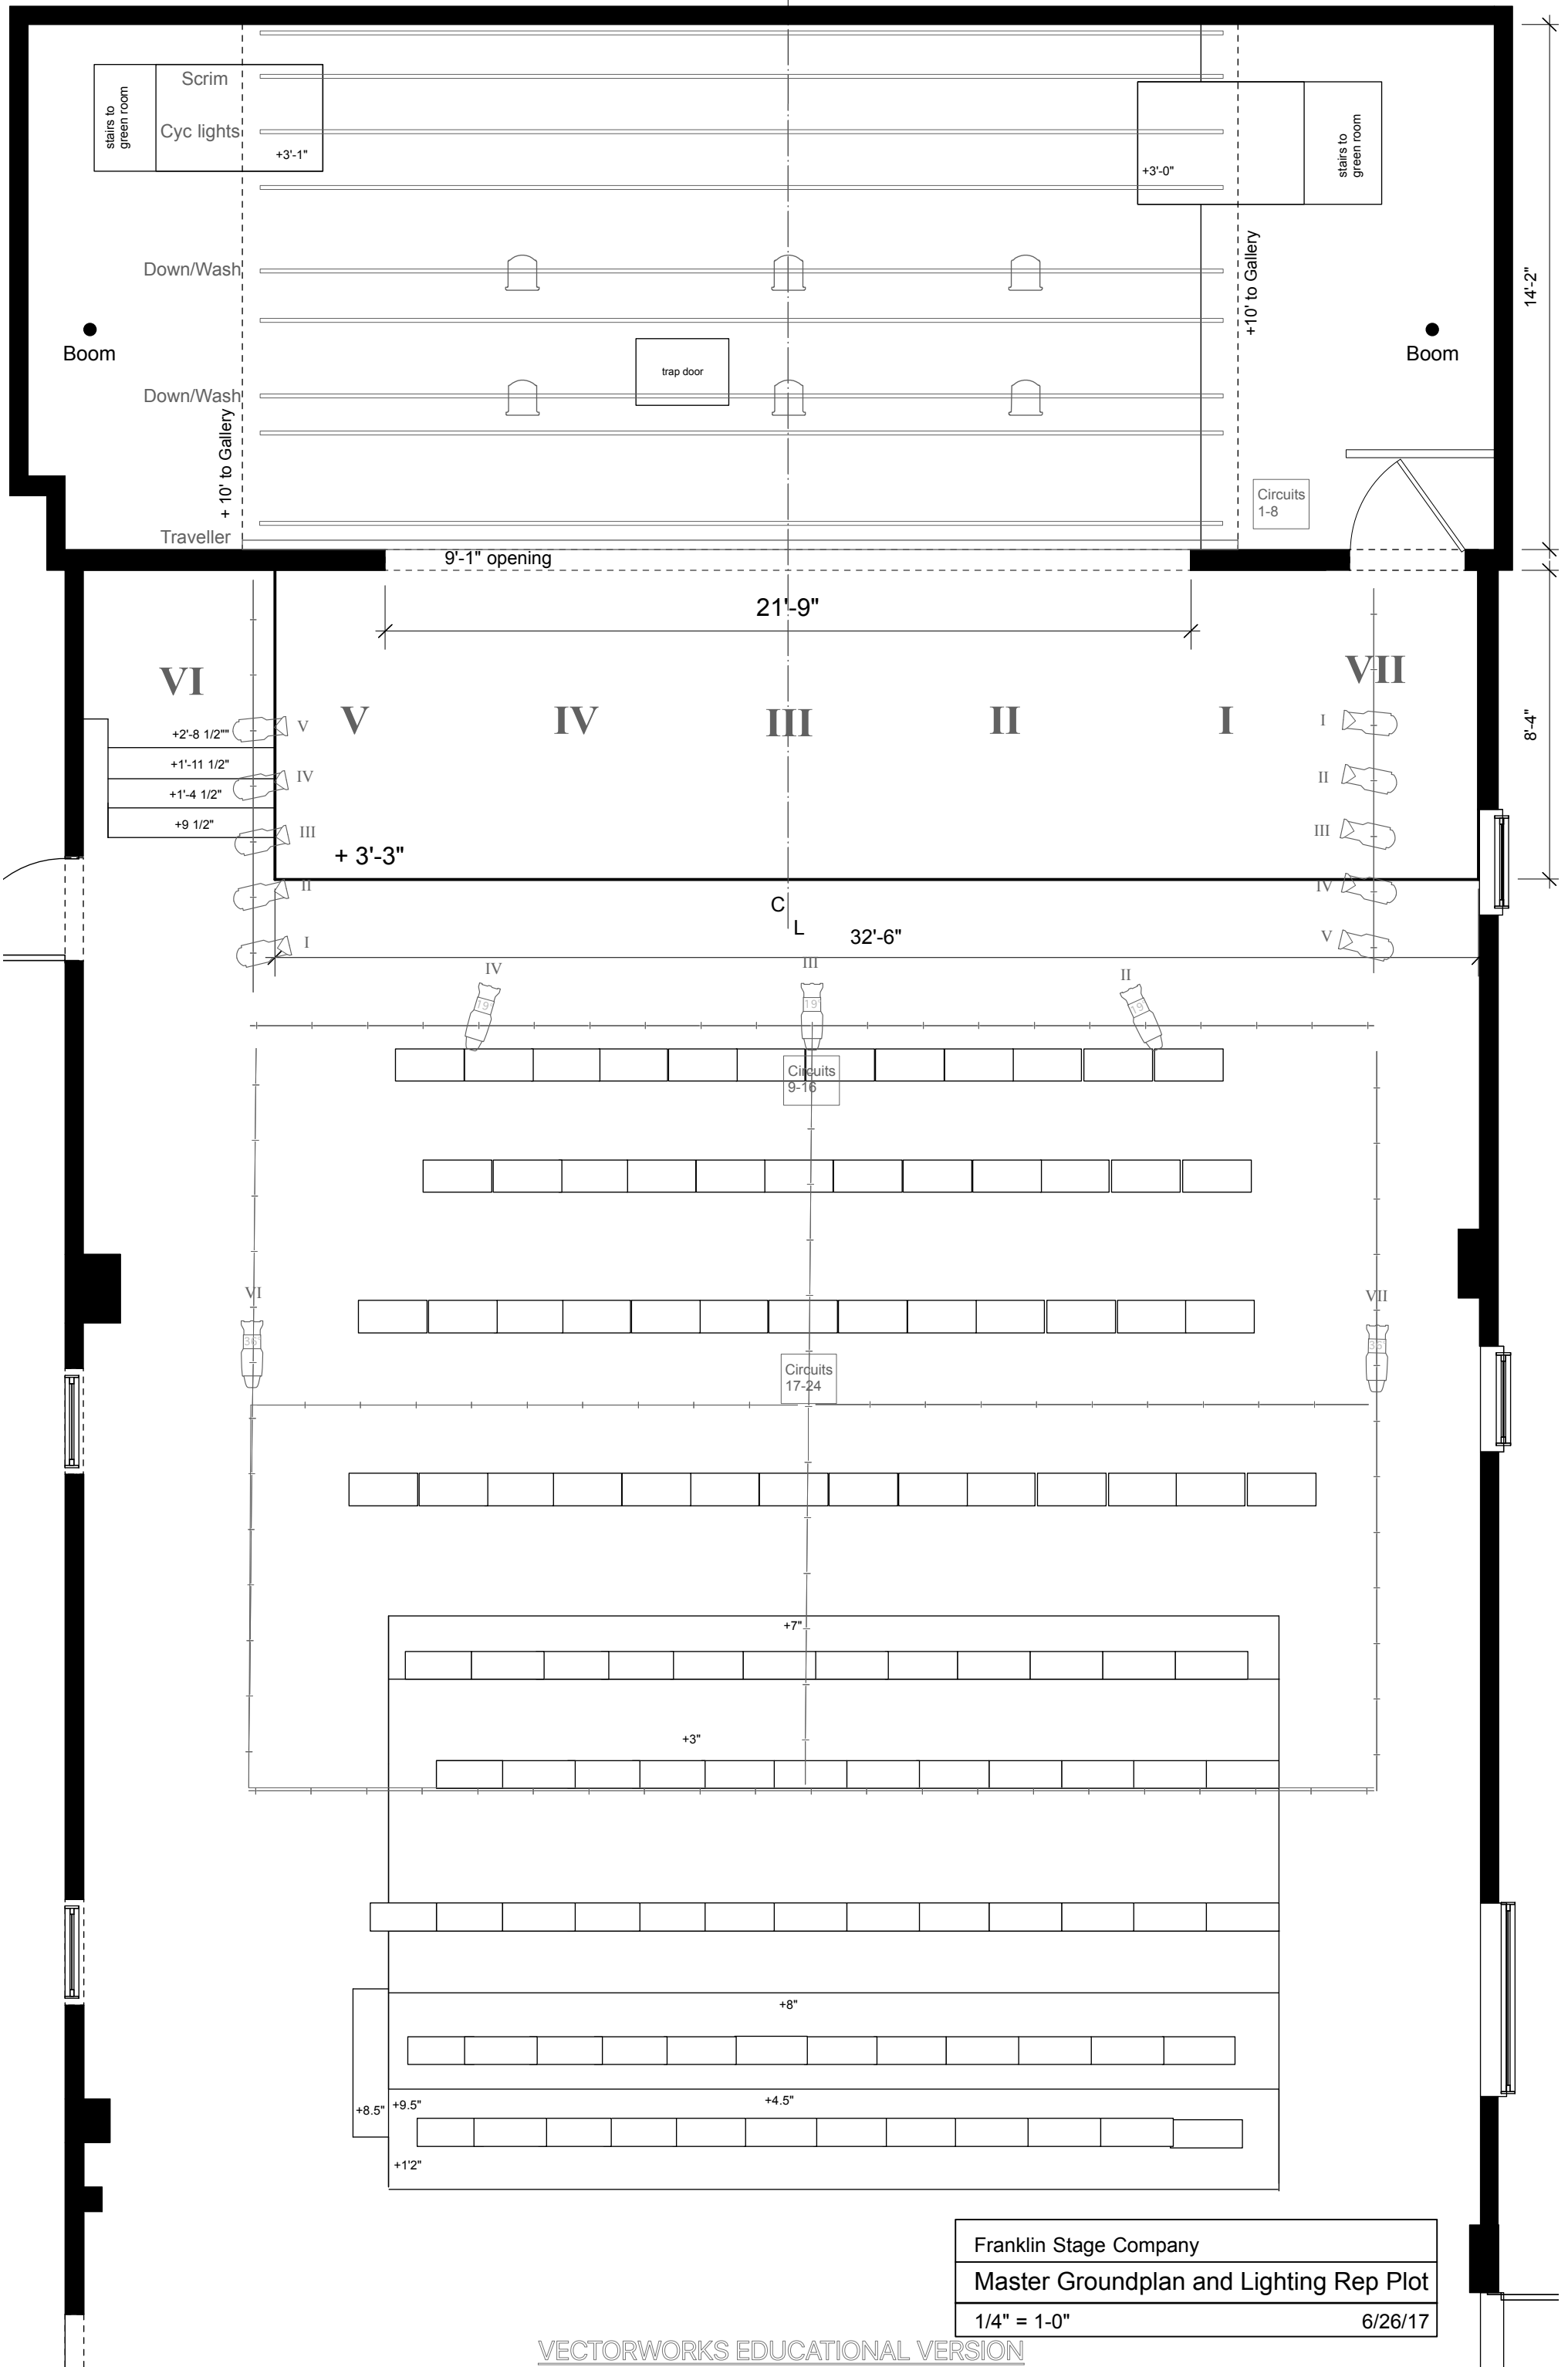 Scrim
stairs to
green room
Cyc lights
+3'-1"
+3'-0"
stairs to
green room
Down/Wash
+10' to Gallery
14'-2"
Boom
Boom
trap door
Down/Wash
+ 10' to Gallery
Circuits
1-8
Traveller
9'-1" opening
21'-9"
VI
VII
V
IV
III
II
I
8'-4"
+2'-8 1/2""
V
I
+1'-11 1/2"
IV
II
+1'-4 1/2"
+9 1/2"
III
III
+ 3'-3"
II
IV
C
L
32'-6"
I
V
IV
III
II
19°
19°
19°
Circuits
9-16
VI
VII
36°
36°
Circuits
17-24
+7"
+3"
+8"
+8.5"
+9.5"
+4.5"
+1'2"
Franklin Stage Company
Master Groundplan and Lighting Rep Plot
1/4" = 1-0"
6/26/17
VECTORWORKS EDUCATIONAL VERSION